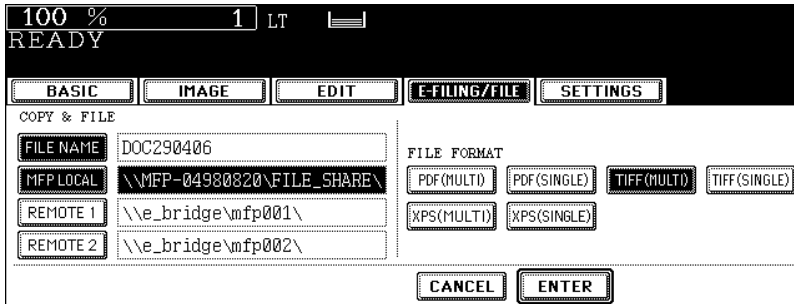 100 % 1 LT
READY
BASIC IMAGE EDIT E-FILING/FILE SETTINGS
COPY & FILE
FILE NAME DOC290406
MFP LOCAL \\MFP-04980820\FILE_SHARE\
REMOTE 1 \\e_bridge\mfp001\
REMOTE 2 \\e_bridge\mfp002\
FILE FORMAT
PDF(MULTI) PDF(SINGLE) TIFF(MULTI) TIFF(SINGLE)
XPS(MULTI) XPS(SINGLE)
CANCEL ENTER